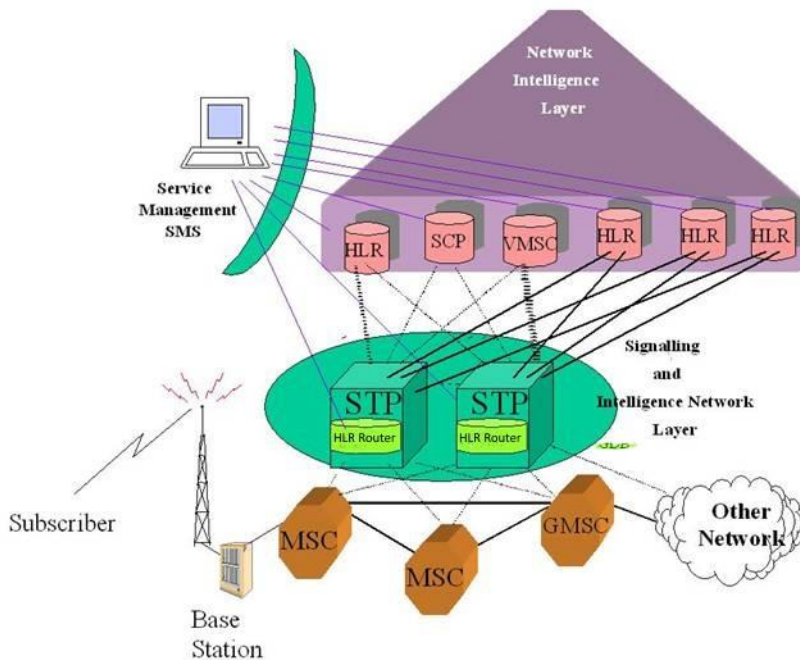 Network
Intelligence
Layer
Service
Management
SMS
HLR
SCP
VMSC
HLR
HLR
HLR
Signalling
and
Intelligence Network
Layer
STP
HLR Router
STP
HLR Router
Subscriber
MSC
MSC
GMSC
Other
Network
Base
Station